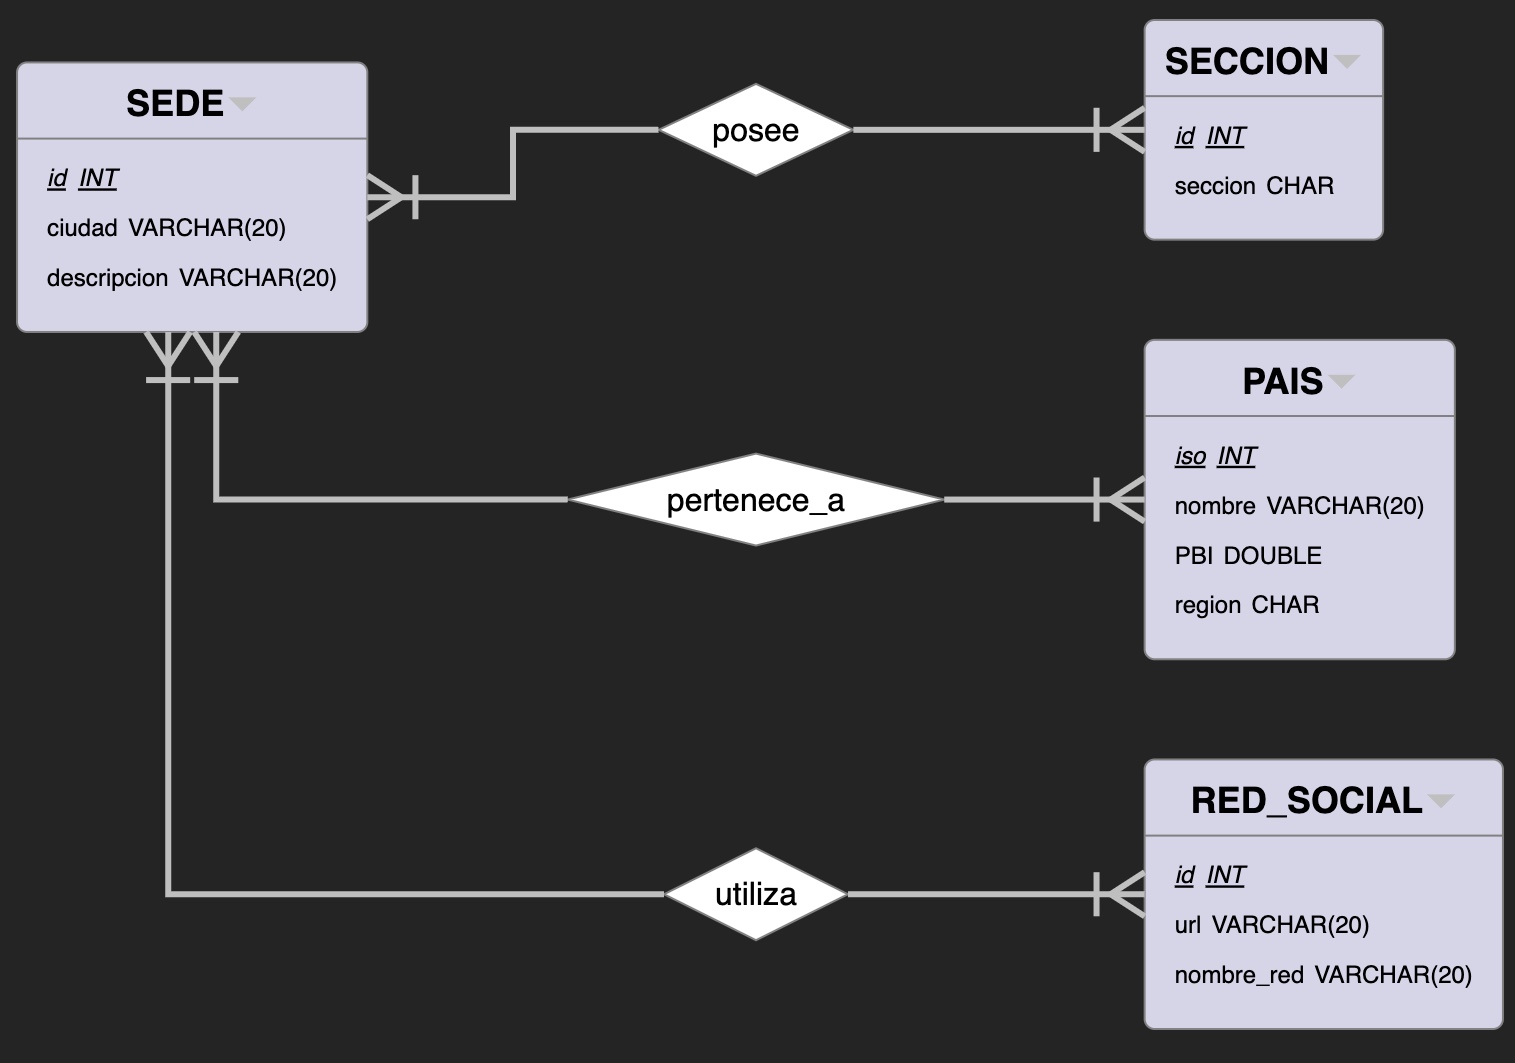 SEDE
id INT
ciudad VARCHAR(20)
descripcion VARCHAR(20)
posee
SECCION
id INT
seccion CHAR
pertenece_a
PAIS
iso INT
nombre VARCHAR(20)
PBI DOUBLE
region CHAR
utiliza
RED_SOCIAL
id INT
url VARCHAR(20)
nombre_red VARCHAR(20)